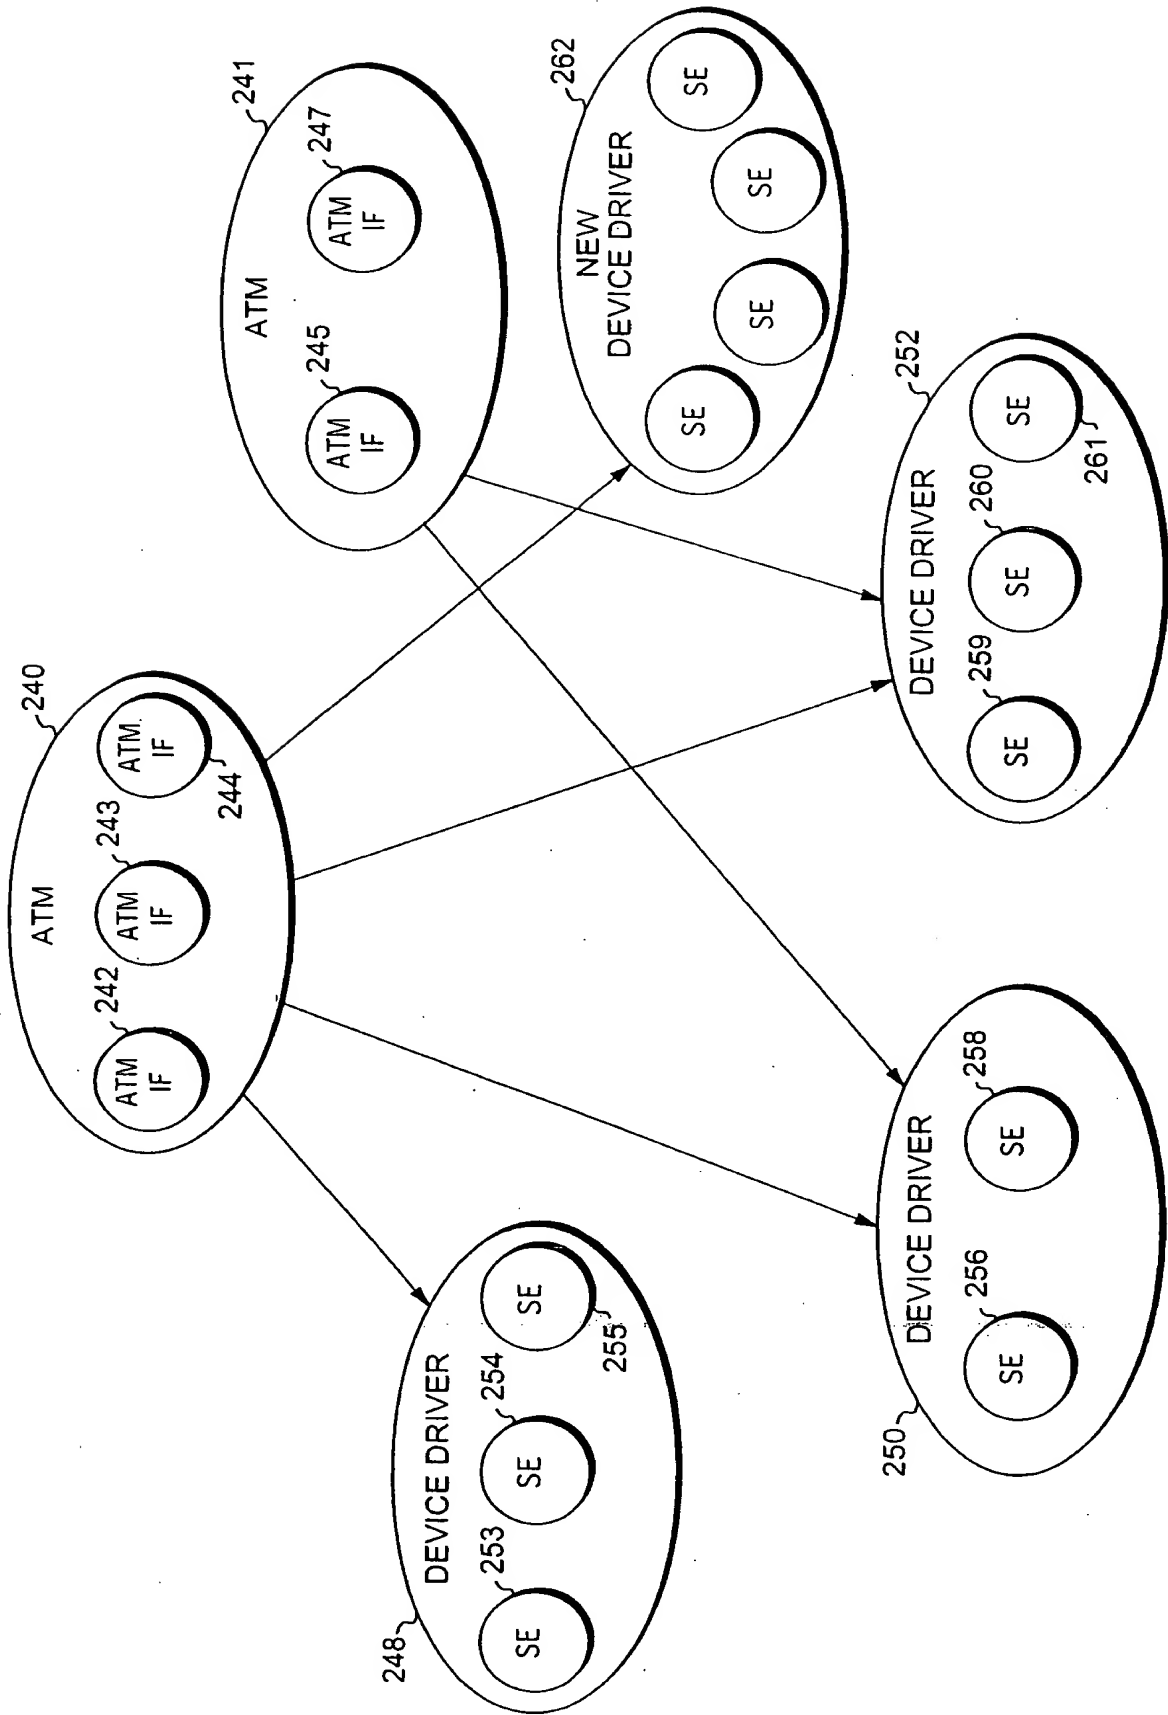 240
ATM
242
243
ATM
IF
ATM
IF
ATM
IF
244
241
ATM
245
247
ATM
IF
ATM
IF
248
DEVICE DRIVER
253
254
SE
SE
SE
255
262
NEW
DEVICE DRIVER
SE
SE
SE
SE
250
DEVICE DRIVER
256
258
SE
SE
252
DEVICE DRIVER
259
260
SE
SE
SE
261